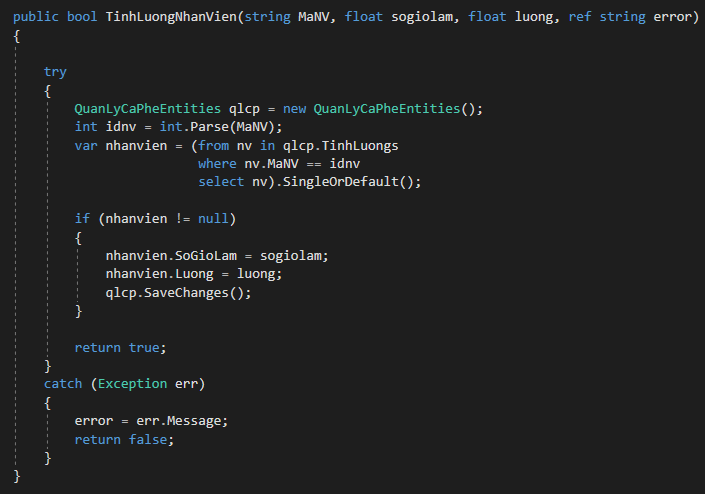 public bool TinhLuongNhanVien(string MaNV, float sogiolam, float luong, ref string error)
{
try
{
QuanLyCaPheEntities qlcp = new QuanLyCaPheEntities();
int idnv = int.Parse(MaNV);
var nhanvien = (from nv in qlcp.TinhLuongs
where nv.MaNV == idnv
select nv).SingleOrDefault();
if (nhanvien != null)
{
nhanvien.SoGioLam = sogiolam;
nhanvien.Luong = luong;
qlcp.SaveChanges();
}
return true;
}
catch (Exception err)
{
error = err.Message;
return false;
}
}